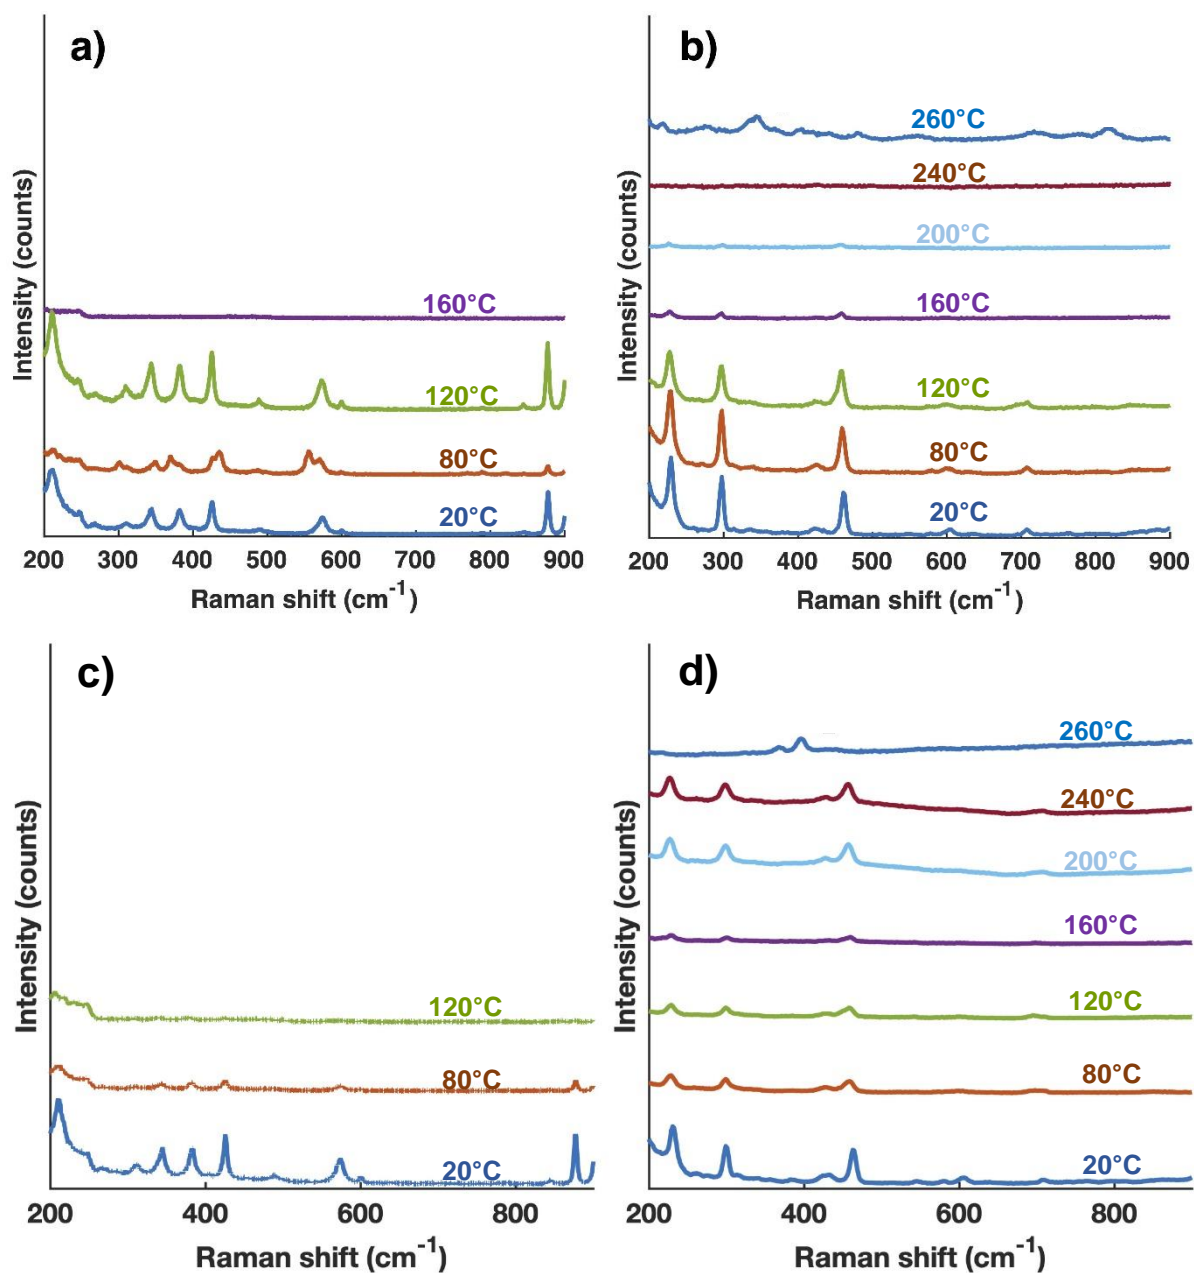 a)
Intensity (counts)
160°C
120°C
80°C
20°C
200 300 400 500 600 700 800 900
Raman shift (cm⁻¹)
b)
Intensity (counts)
260°C
240°C
200°C
160°C
120°C
80°C
20°C
200 300 400 500 600 700 800 900
Raman shift (cm⁻¹)
c)
Intensity (counts)
120°C
80°C
20°C
200 400 600 800
Raman shift (cm⁻¹)
d)
Intensity (counts)
260°C
240°C
200°C
160°C
120°C
80°C
20°C
200 400 600 800
Raman shift (cm⁻¹)